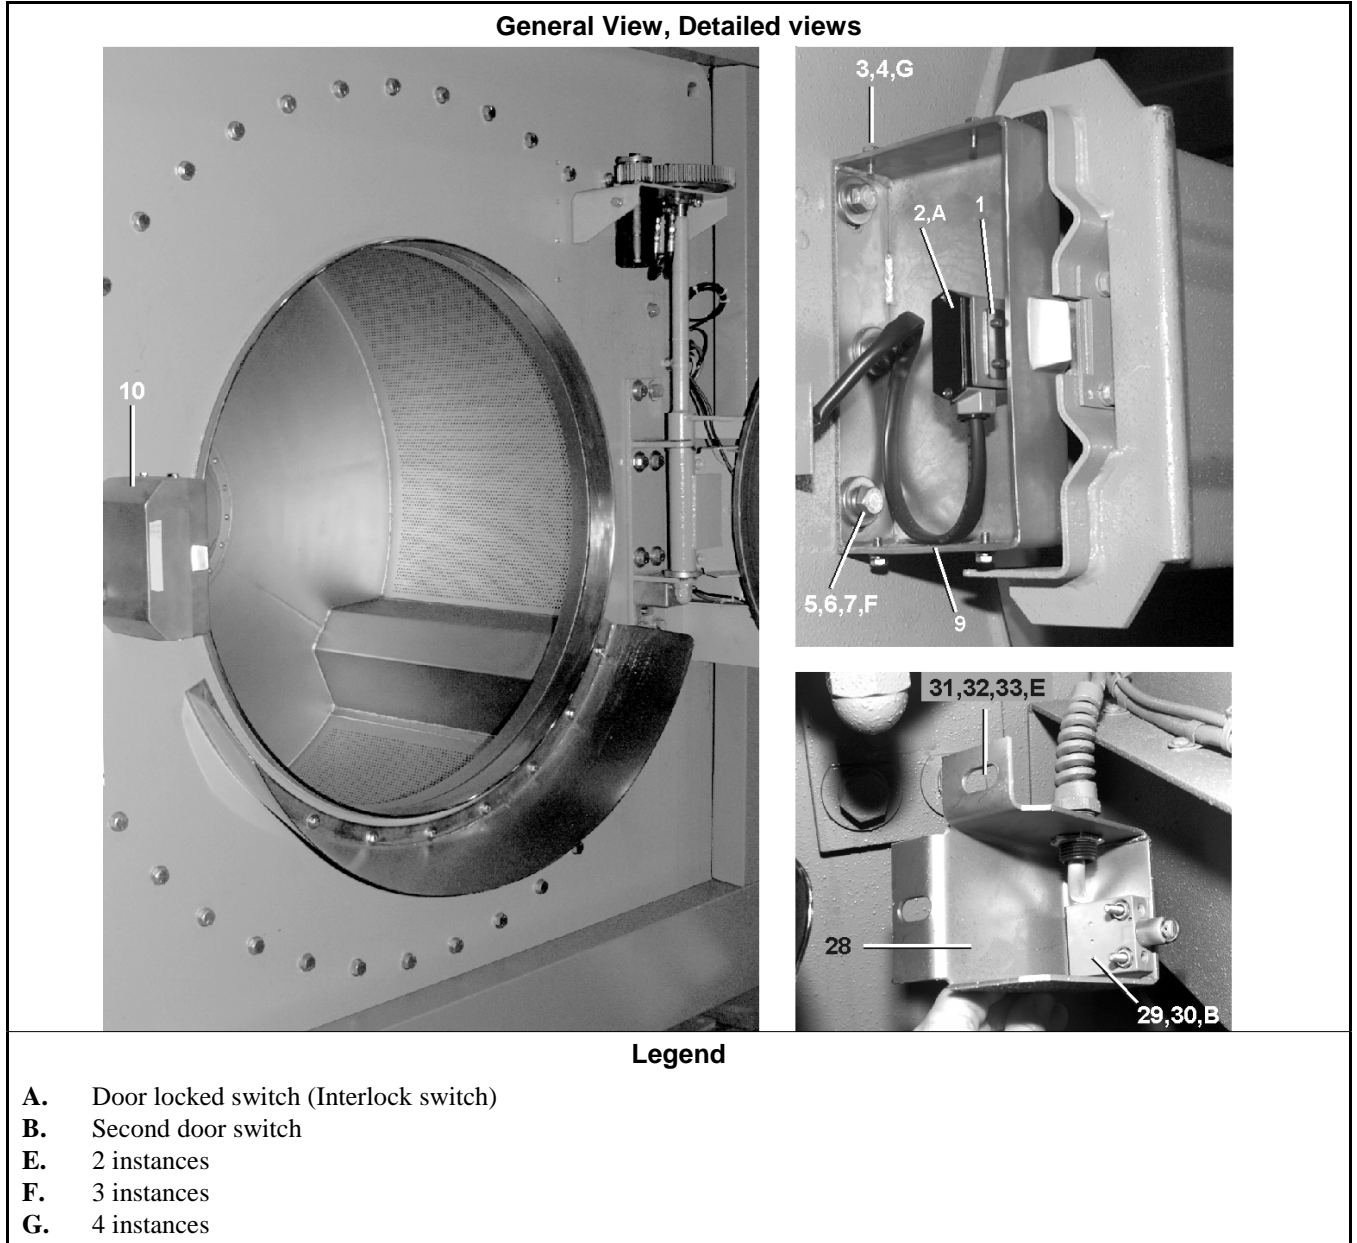 General View, Detailed views
10
3,4,G
2,A
1
5,6,7,F
9
31,32,33,E
28
29,30,B
Legend
A. Door locked switch (Interlock switch)
B. Second door switch
E. 2 instances
F. 3 instances
G. 4 instances